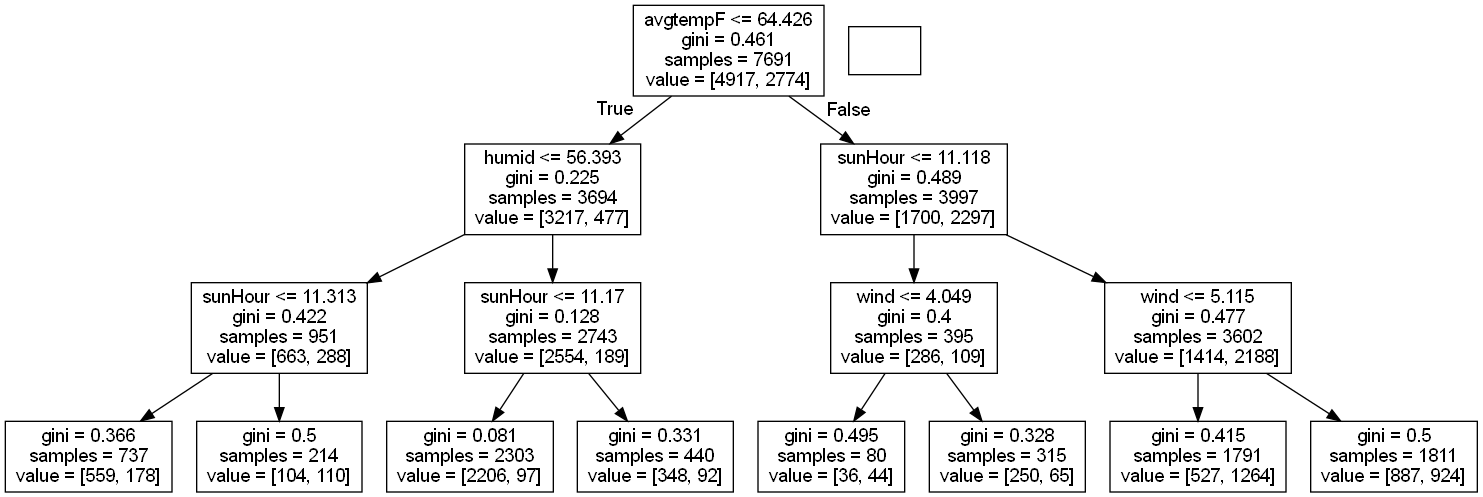 avgtempF <= 64.426
gini = 0.461
samples = 7691
value = [4917, 2774]
True
False
humid <= 56.393
gini = 0.225
samples = 3694
value = [3217, 477]
sunHour <= 11.118
gini = 0.489
samples = 3997
value = [1700, 2297]
sunHour <= 11.313
gini = 0.422
samples = 951
value = [663, 288]
sunHour <= 11.17
gini = 0.128
samples = 2743
value = [2554, 189]
wind <= 4.049
gini = 0.4
samples = 395
value = [286, 109]
wind <= 5.115
gini = 0.477
samples = 3602
value = [1414, 2188]
gini = 0.366
samples = 737
value = [559, 178]
gini = 0.5
samples = 214
value = [104, 110]
gini = 0.081
samples = 2303
value = [2206, 97]
gini = 0.331
samples = 440
value = [348, 92]
gini = 0.495
samples = 80
value = [36, 44]
gini = 0.328
samples = 315
value = [250, 65]
gini = 0.415
samples = 1791
value = [527, 1264]
gini = 0.5
samples = 1811
value = [887, 924]